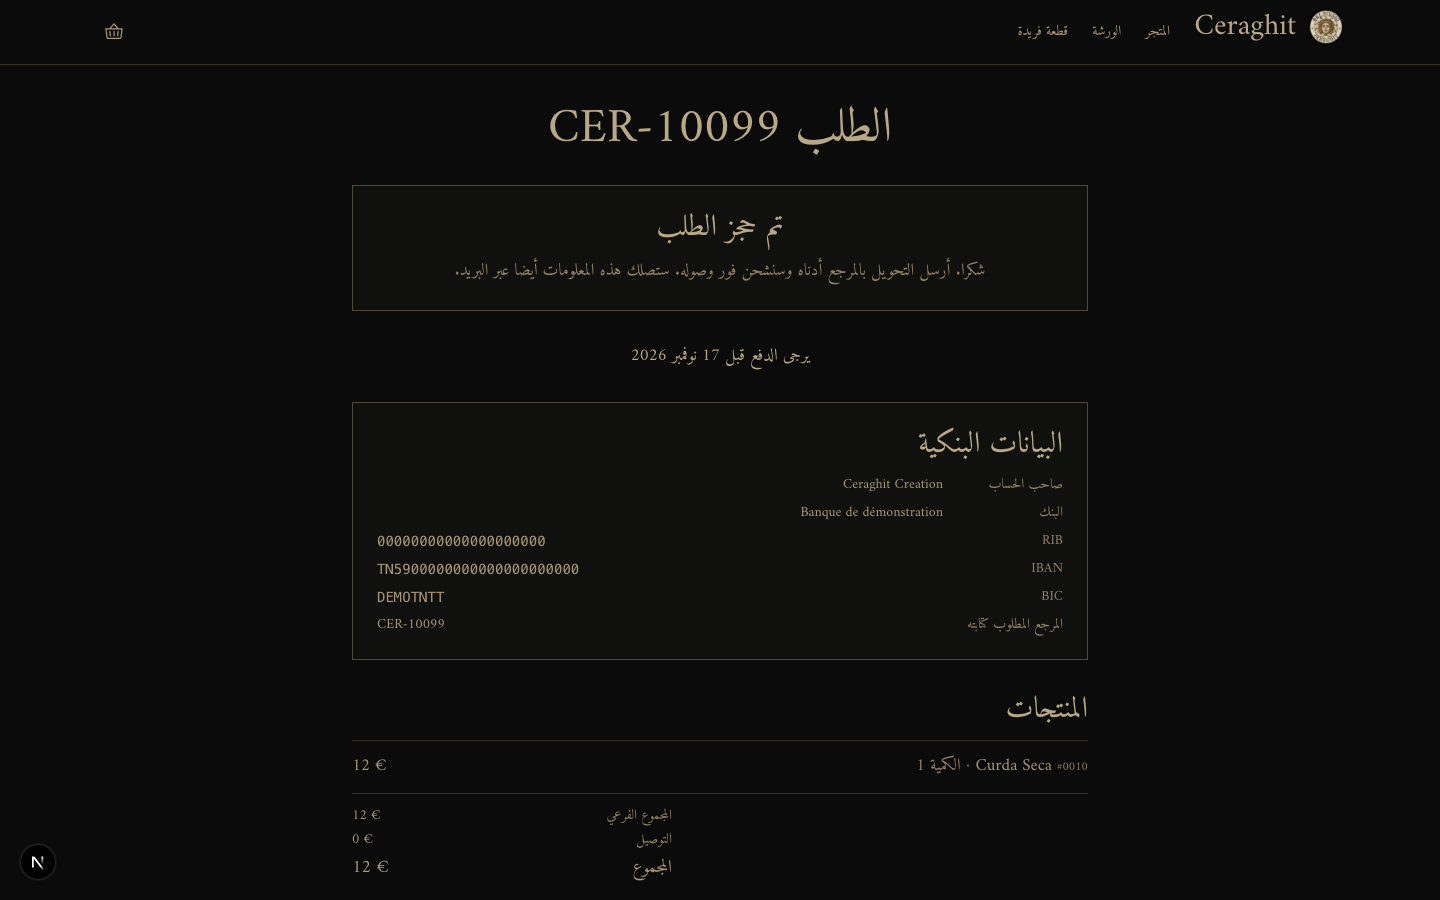 Ceraghit المتجر الورشة قطعة فريدة
الطلب CER-10099
تم حجز الطلب
شكرا. أرسل التحويل بالمرجع أدناه وسنشحن فور وصوله. ستصلك هذه المعلومات أيضا عبر البريد.
يرجى الدفع قبل 17 نوفمبر 2026
البيانات البنكية
صاحب الحساب Ceraghit Creation
البنك Banque de démonstration
RIB 00000000000000000000
IBAN TN5900000000000000000000
BIC DEMOTNTT
المرجع المطلوب كتابته CER-10099
المنتجات
#0010 Curda Seca · الكمية 1 12 €
المجموع الفرعي 12 €
التوصيل 0 €
المجموع 12 €